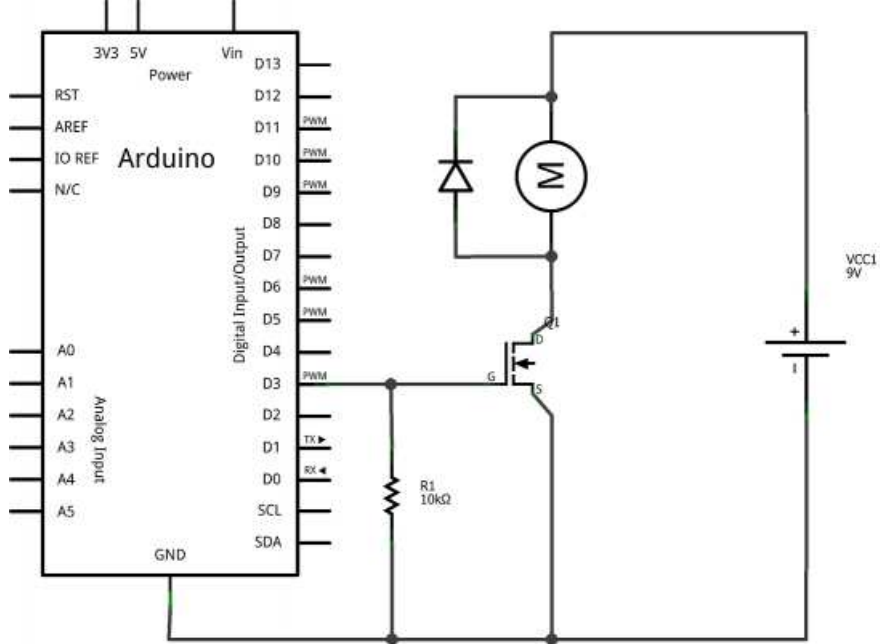 3V3 5V Vin
Power
Arduino
RST
AREF
IO REF
N/C
A0
A1
A2
A3
A4
A5
Analog Input
GND
Digital Input/Output
D13
D12 PWM
D11 PWM
D10 PWM
D9 PWM
D8
D7
D6 PWM
D5 PWM
D4
D3 PWM
D2
D1 TX ▶
D0 RX ◀
SCL
SDA
M
Q1
D
G
S
R1
10kΩ
VCC1
9V
+